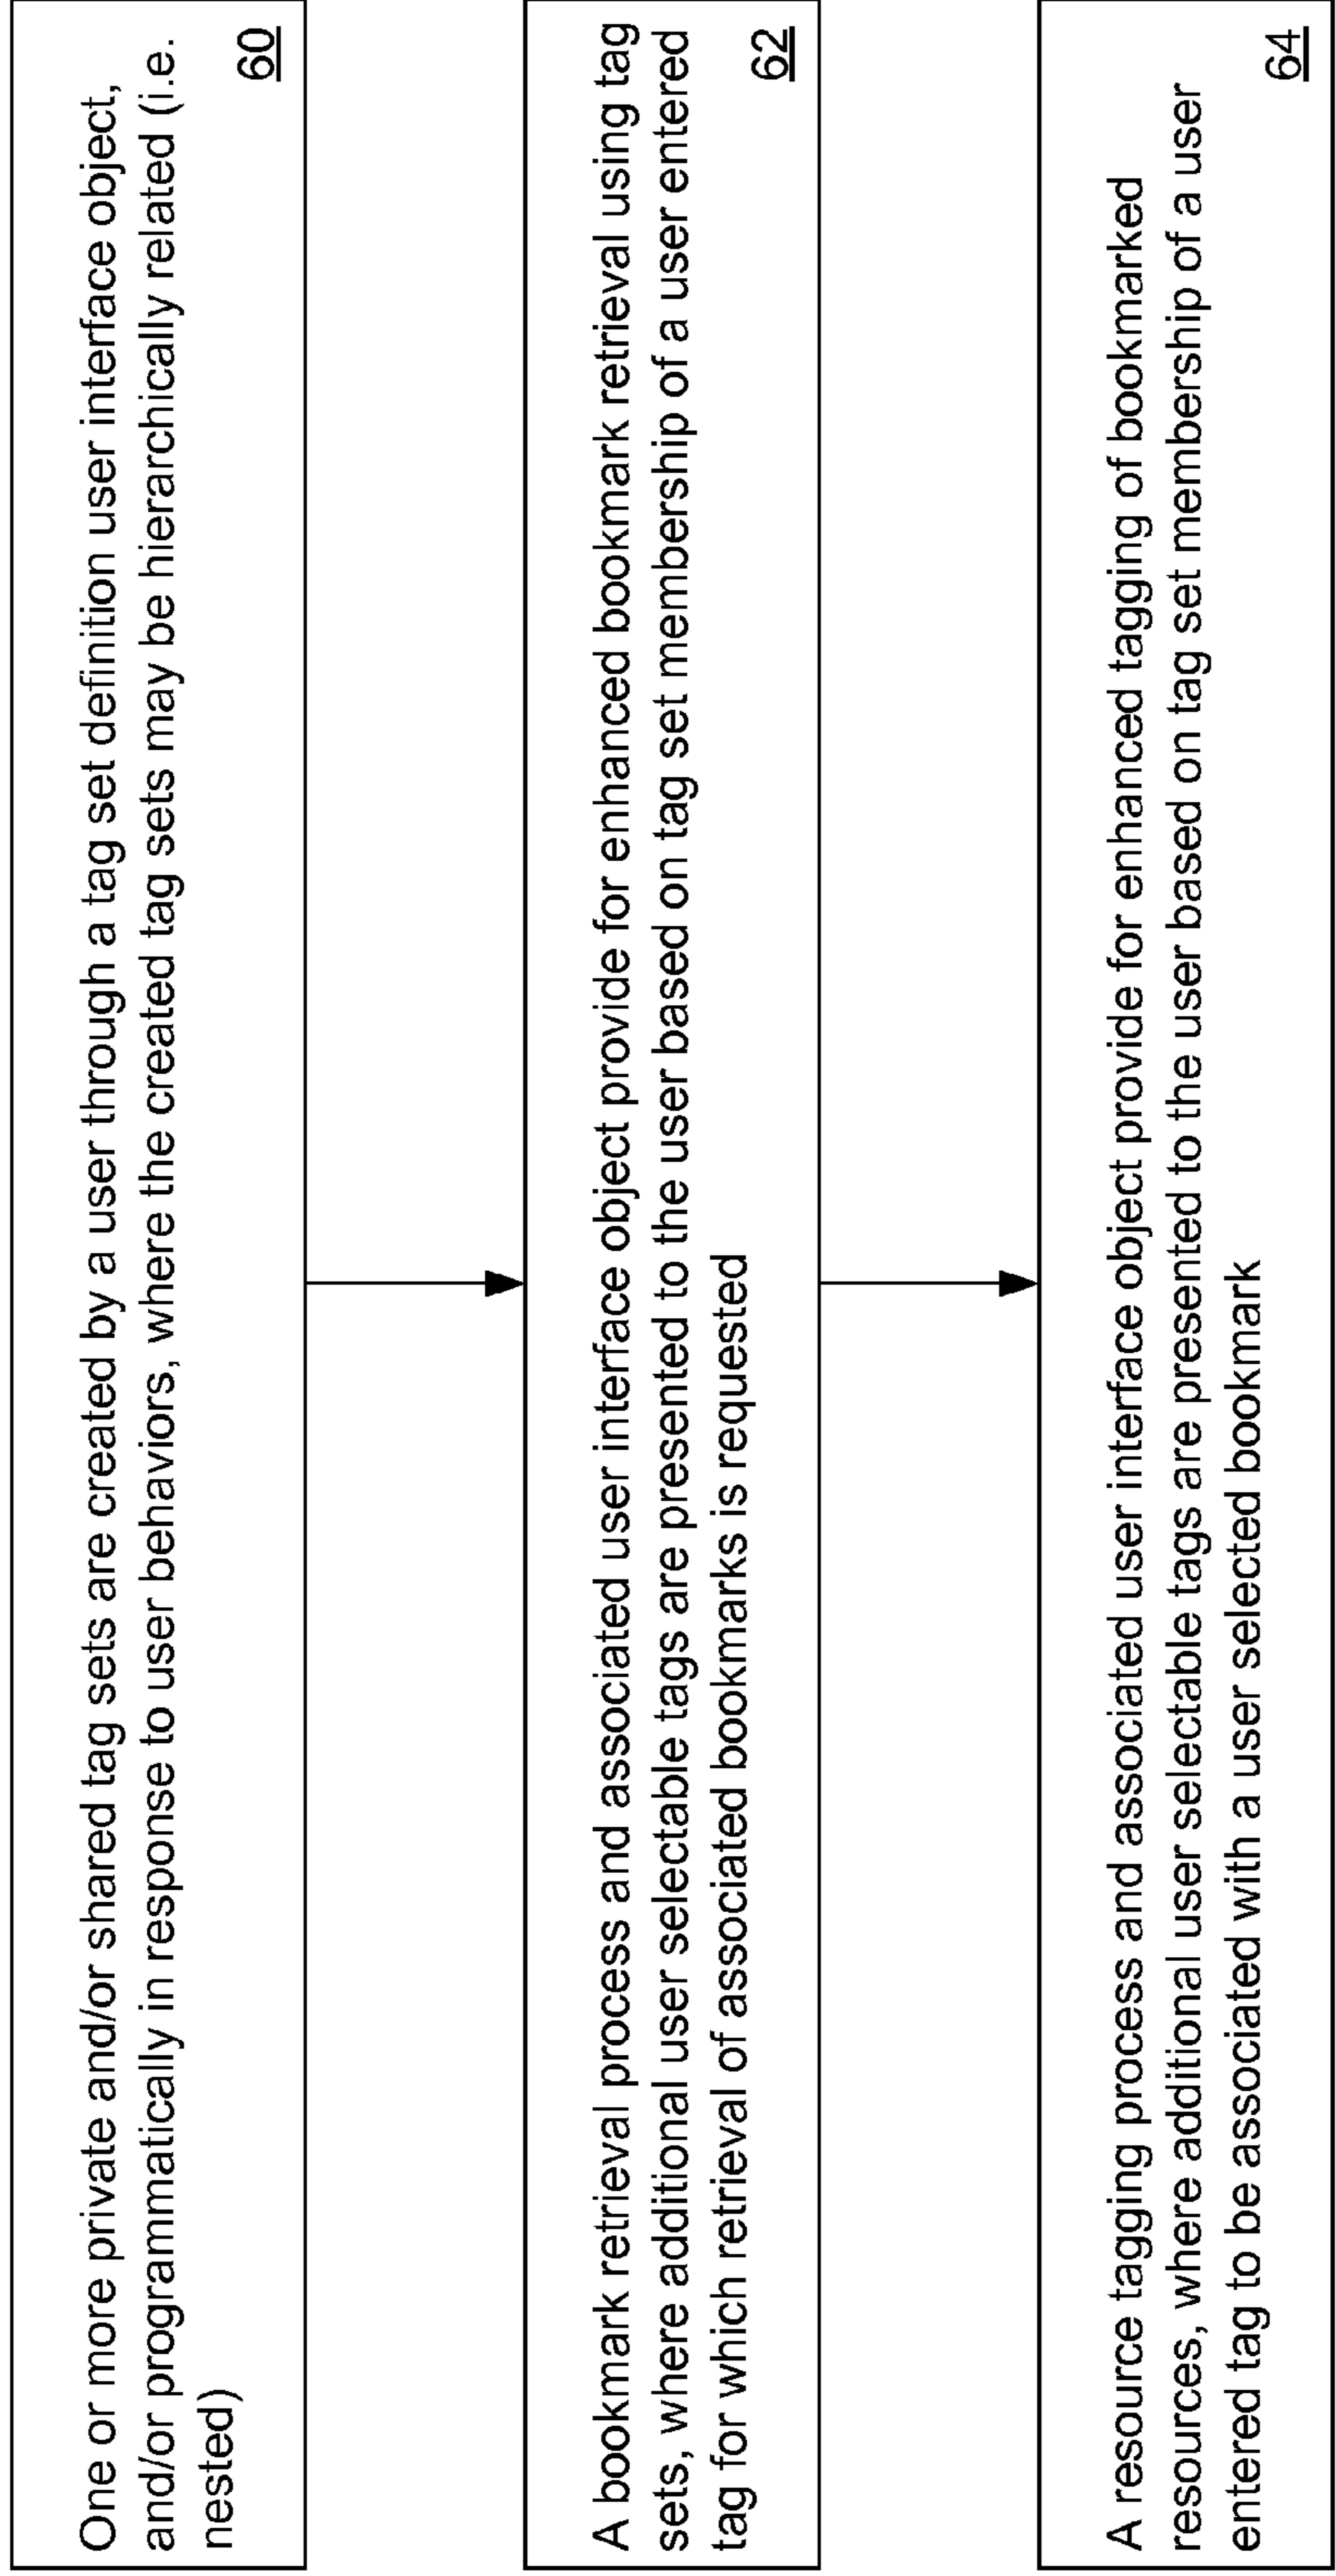 One or more private and/or shared tag sets are created by a user through a tag set definition user interface object,
and/or programmatically in response to user behaviors, where the created tag sets may be hierarchically related (i.e.
nested)
60
A bookmark retrieval process and associated user interface object provide for enhanced bookmark retrieval using tag
sets, where additional user selectable tags are presented to the user based on tag set membership of a user entered
tag for which retrieval of associated bookmarks is requested
62
A resource tagging process and associated user interface object provide for enhanced tagging of bookmarked
resources, where additional user selectable tags are presented to the user based on tag set membership of a user
entered tag to be associated with a user selected bookmark
64